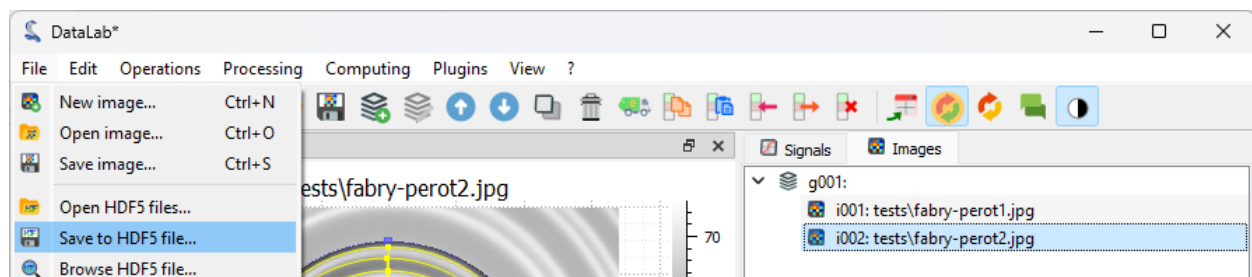 DataLab*
File Edit Operations Processing Computing Plugins View ?
New image... Ctrl+N
Open image... Ctrl+O
Save image... Ctrl+S
Open HDF5 files...
Save to HDF5 file...
Browse HDF5 file...
ests\fabry-perot2.jpg
70
Signals Images
g001:
i001: tests\fabry-perot1.jpg
i002: tests\fabry-perot2.jpg